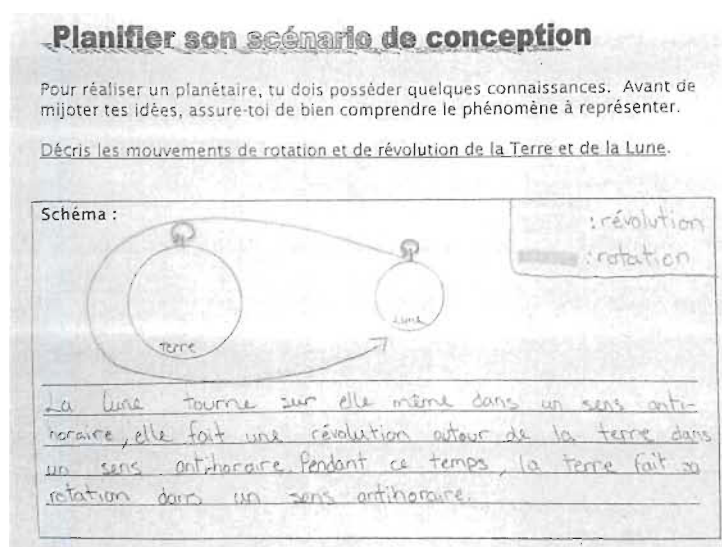 Planifier son scénario de conception
Pour réaliser un planétaire, tu dois posséder quelques connaissances. Avant de
mijoter tes idées, assure-toi de bien comprendre le phénomène à représenter.
Décris les mouvements de rotation et de révolution de la Terre et de la Lune.
Schéma :
: révolution
: rotation
Terre
Lune
La lune tourne sur elle même dans un sens anti-
horaire, elle fait une révolution autour de la terre dans
un sens antihoraire. Pendant ce temps, la terre fait sa
rotation dans un sens antihoraire.